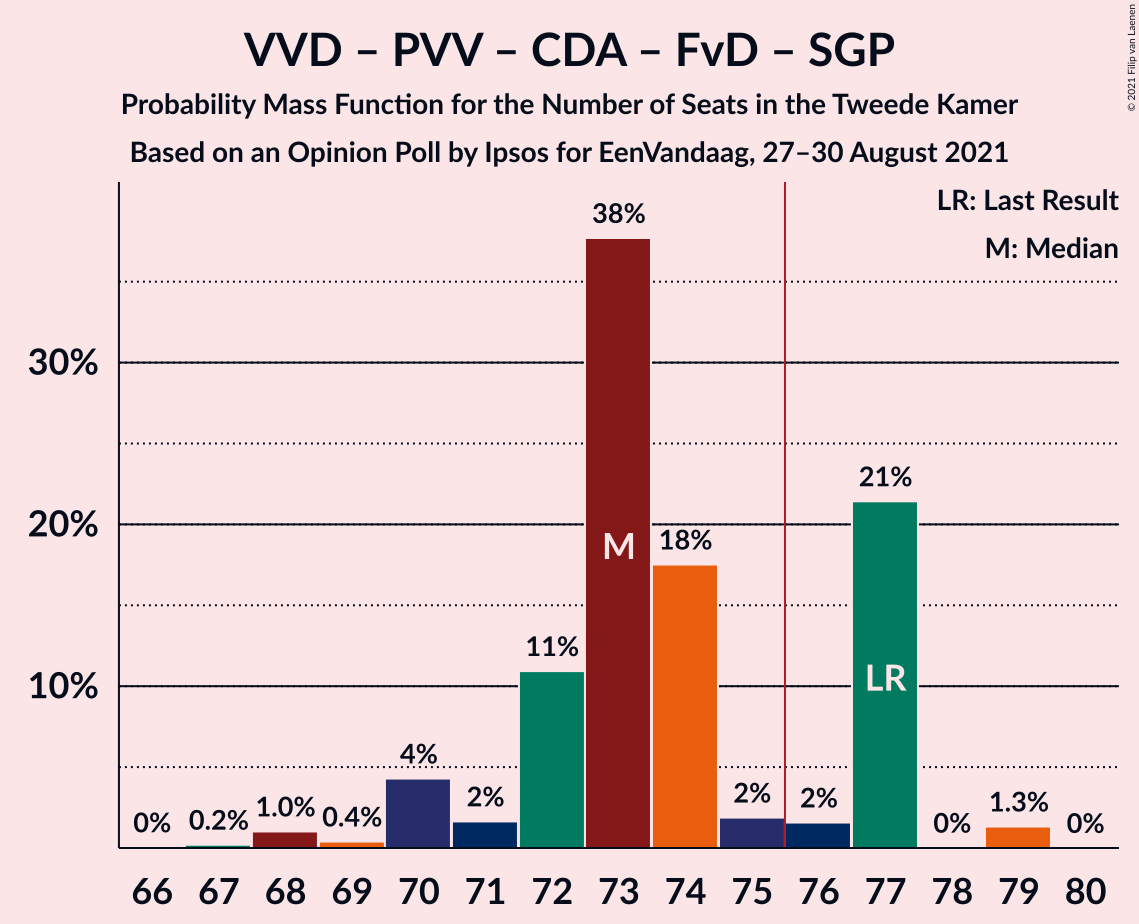 VVD – PVV – CDA – FvD – SGP
Probability Mass Function for the Number of Seats in the Tweede Kamer
Based on an Opinion Poll by Ipsos for EenVandaag, 27–30 August 2021
© 2021 Filip van Laenen
LR: Last Result
M: Median
38%
30%
21%
20%
18%
M
11%
10%
LR
4%
2%
2%
2%
1.3%
1.0%
0.4%
0.2%
0%
0%
0%
66 67 68 69 70 71 72 73 74 75 76 77 78 79 80